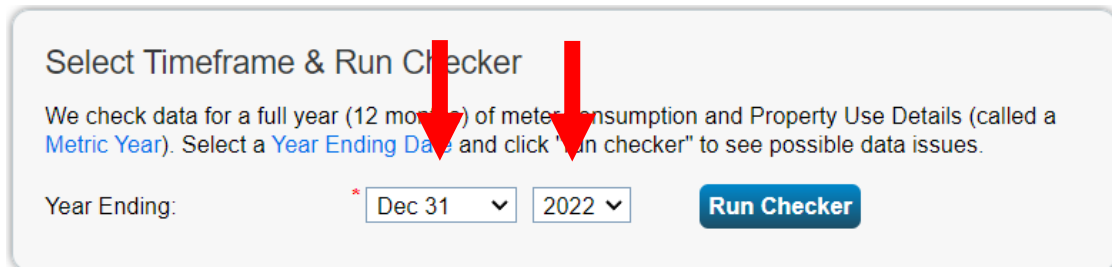 Select Timeframe & Run Checker
We check data for a full year (12 months) of meter consumption and Property Use Details (called a
Metric Year). Select a Year Ending Date and click "run checker" to see possible data issues.
Year Ending: * Dec 31 2022 Run Checker